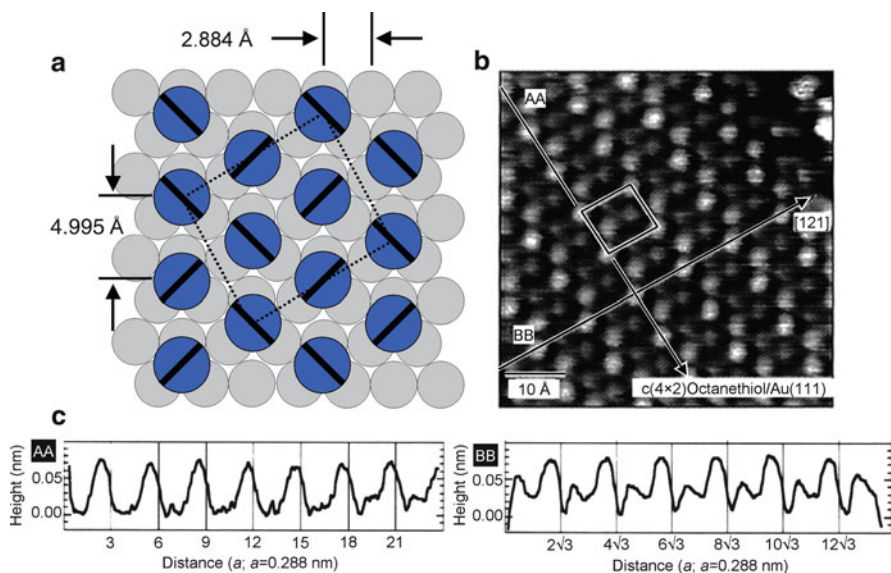 2.884 Å
a
4.995 Å
b
AA
[121]
BB
10 Å
c(4×2)Octanethiol/Au(111)
c
AA
Height (nm)
0.05
0.00
3 6 9 12 15 18 21
Distance (a; a=0.288 nm)
BB
Height (nm)
0.05
0.00
2√3 4√3 6√3 8√3 10√3 12√3
Distance (a; a=0.288 nm)